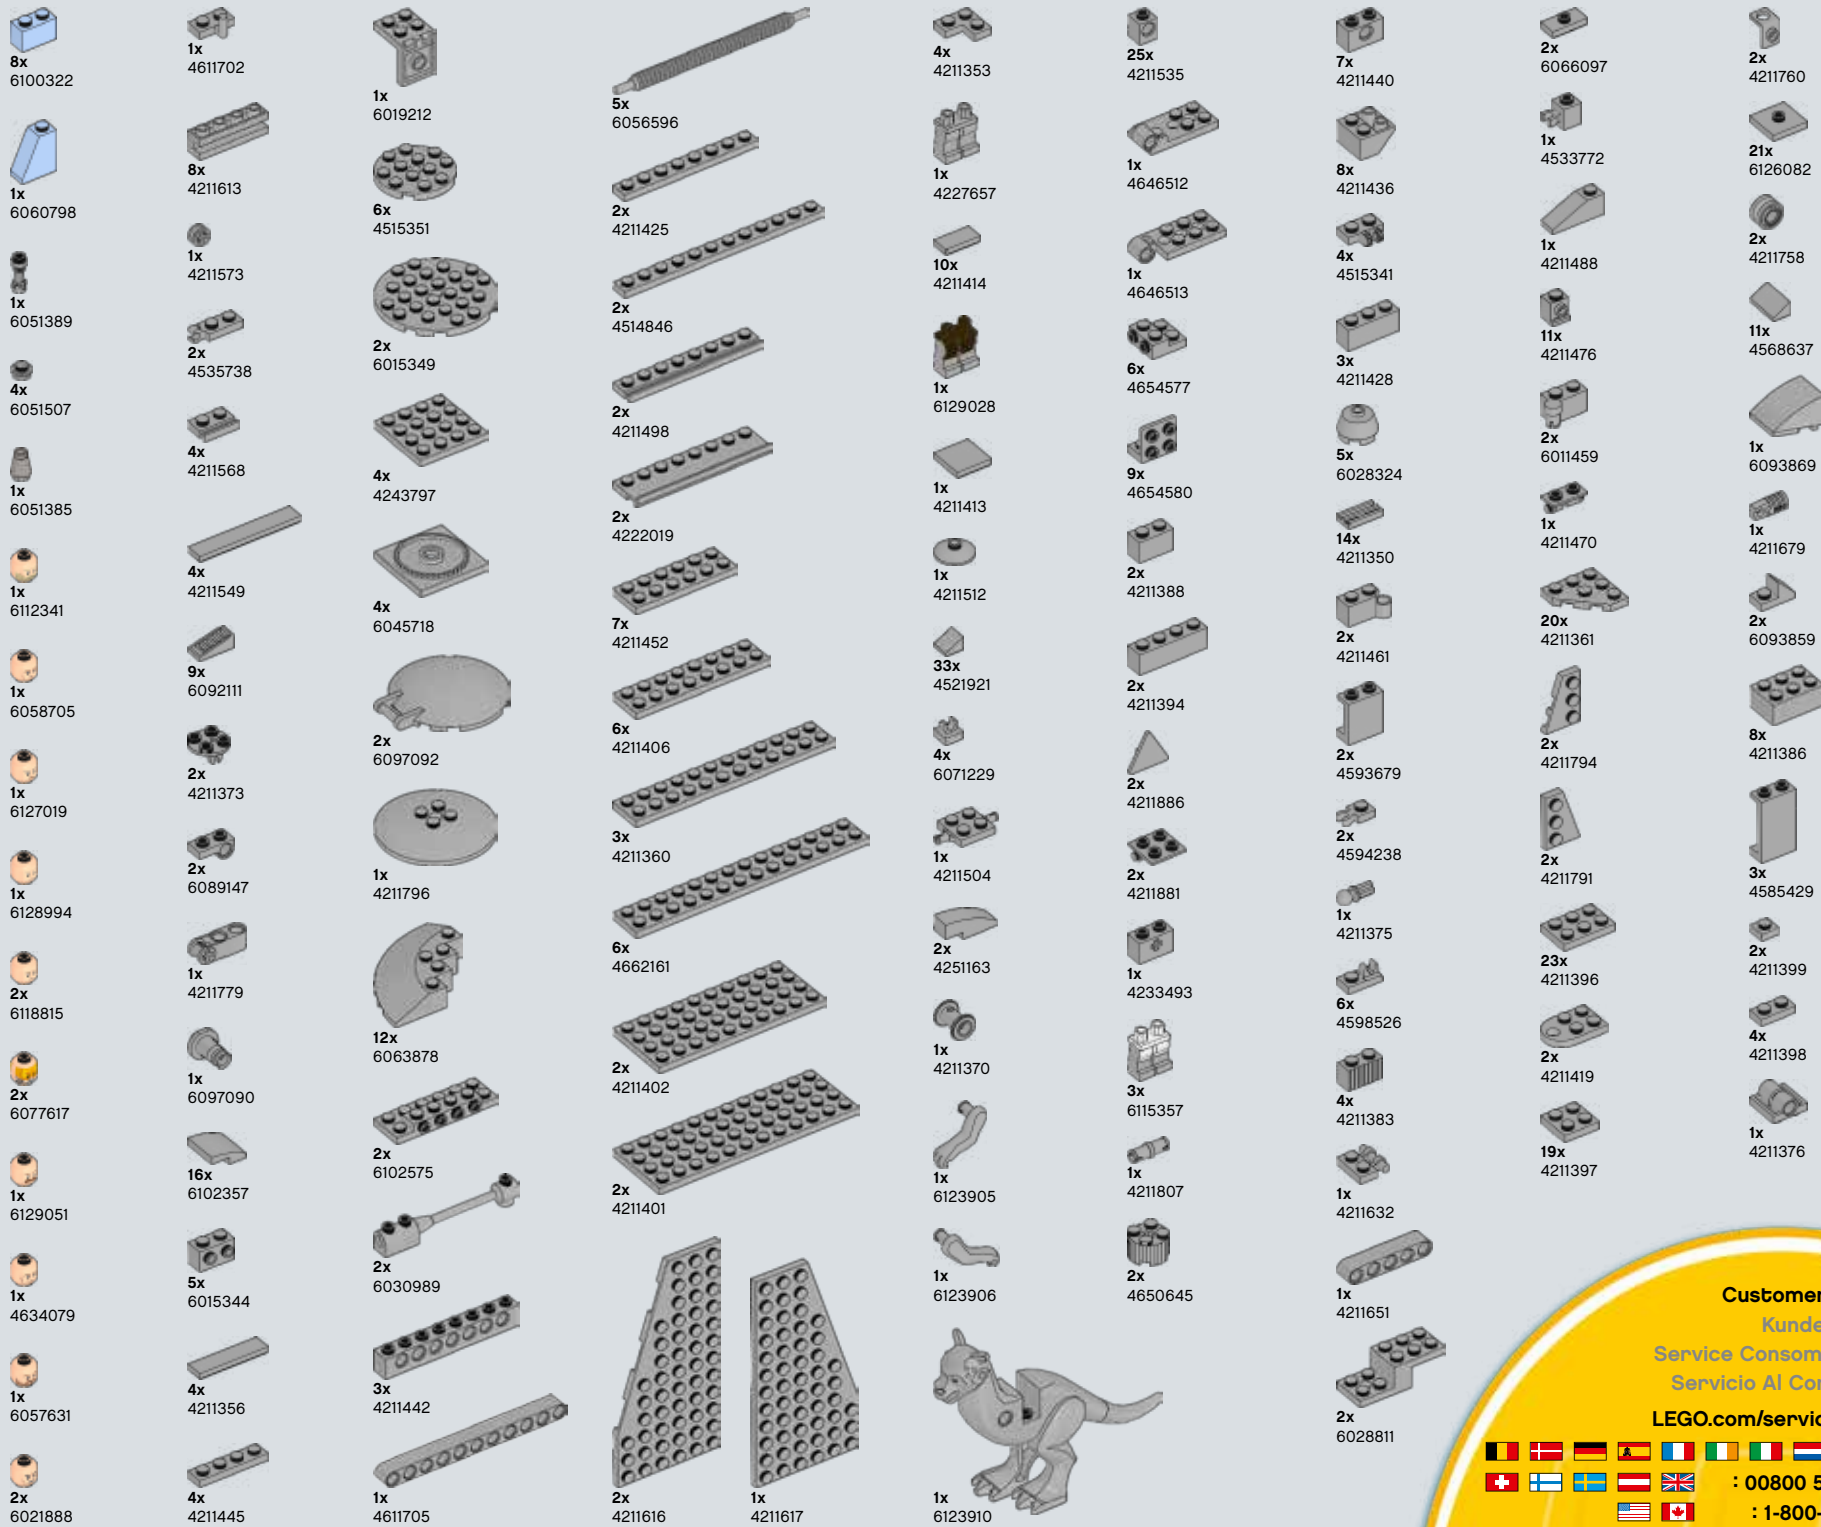 8x
6100322
1x
6060798
1x
6051389
4x
6051507
1x
6051385
1x
6112341
1x
6058705
1x
6127019
1x
6128994
2x
6118815
2x
6077617
1x
6129051
1x
4634079
1x
6057631
2x
6021888
1x
4611702
8x
4211613
1x
4211573
2x
4535738
4x
4211568
4x
4211549
9x
6092111
2x
4211373
2x
6089147
1x
4211779
1x
6097090
16x
6102357
5x
6015344
4x
4211356
4x
4211445
1x
6019212
6x
4515351
2x
6015349
4x
4243797
4x
6045718
2x
6097092
1x
4211796
12x
6063878
2x
6102575
2x
6030989
3x
4211442
1x
4611705
5x
6056596
2x
4211425
2x
4514846
2x
4211498
2x
4222019
7x
4211452
6x
4211406
3x
4211360
6x
4662161
2x
4211402
2x
4211401
2x
4211616
1x
4211617
4x
4211353
1x
4227657
10x
4211414
1x
6129028
1x
4211413
1x
4211512
33x
4521921
4x
6071229
1x
4211504
2x
4251163
1x
4211370
1x
6123905
1x
6123906
1x
6123910
25x
4211535
1x
4646512
1x
4646513
6x
4654577
9x
4654580
2x
4211388
2x
4211394
2x
4211886
2x
4211881
1x
4233493
3x
6115357
1x
4211807
2x
4650645
7x
4211440
8x
4211436
4x
4515341
3x
4211428
5x
6028324
14x
4211350
2x
4211461
2x
4593679
2x
4594238
1x
4211375
6x
4598526
4x
4211383
1x
4211632
1x
4211651
2x
6028811
2x
6066097
1x
4533772
1x
4211488
11x
4211476
2x
6011459
1x
4211470
20x
4211361
2x
4211794
2x
4211791
23x
4211396
2x
4211419
19x
4211397
2x
4211760
21x
6126082
2x
4211758
11x
4568637
1x
6093869
1x
4211679
2x
6093859
8x
4211386
3x
4585429
2x
4211399
4x
4211398
1x
4211376
Customer
Kunde
Service Consom
Servicio Al Co
LEGO.com/servic
: 00800 5
: 1-800-